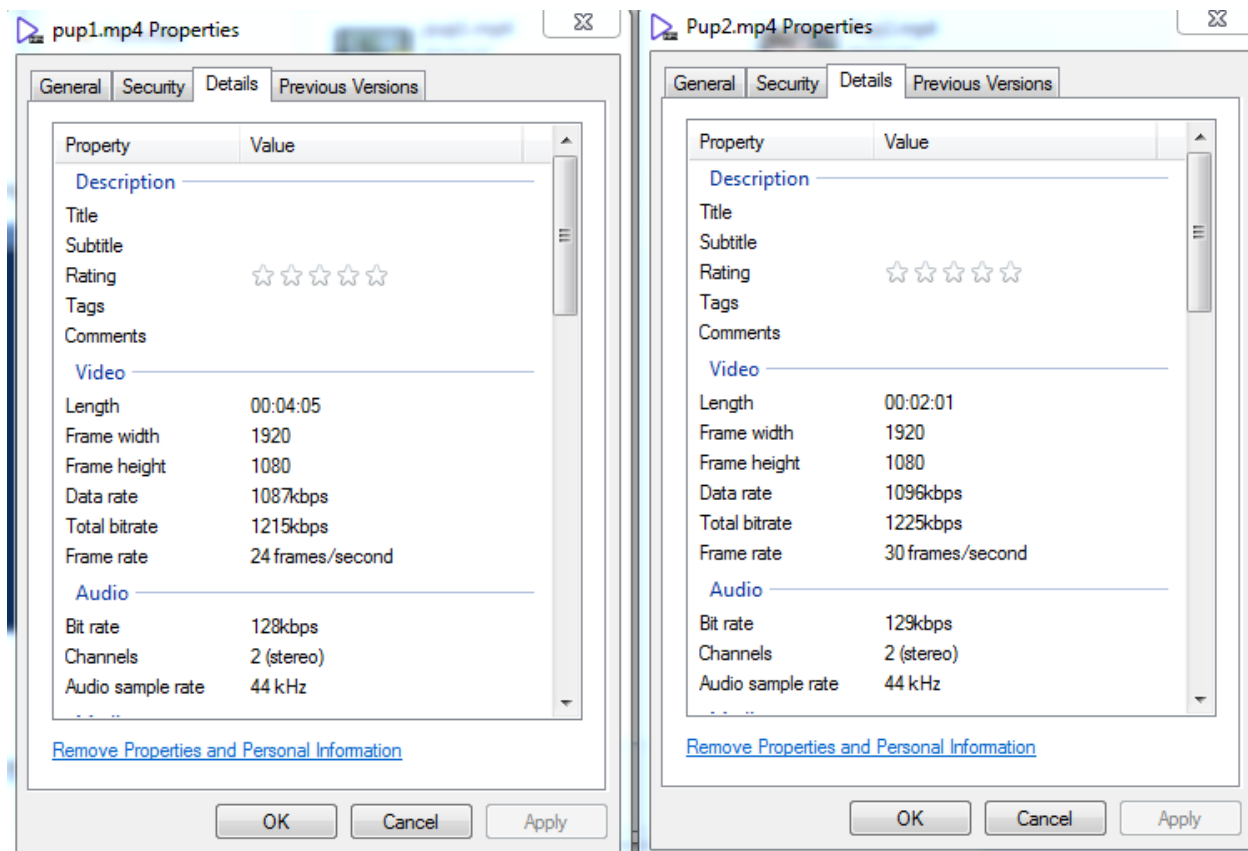 pup1.mp4 Properties
General Security Details Previous Versions
Property Value
Description
Title
Subtitle
Rating
Tags
Comments
Video
Length 00:04:05
Frame width 1920
Frame height 1080
Data rate 1087kbps
Total bitrate 1215kbps
Frame rate 24 frames/second
Audio
Bit rate 128kbps
Channels 2 (stereo)
Audio sample rate 44 kHz
Remove Properties and Personal Information
OK Cancel Apply
Pup2.mp4 Properties
General Security Details Previous Versions
Property Value
Description
Title
Subtitle
Rating
Tags
Comments
Video
Length 00:02:01
Frame width 1920
Frame height 1080
Data rate 1096kbps
Total bitrate 1225kbps
Frame rate 30 frames/second
Audio
Bit rate 129kbps
Channels 2 (stereo)
Audio sample rate 44 kHz
Remove Properties and Personal Information
OK Cancel Apply